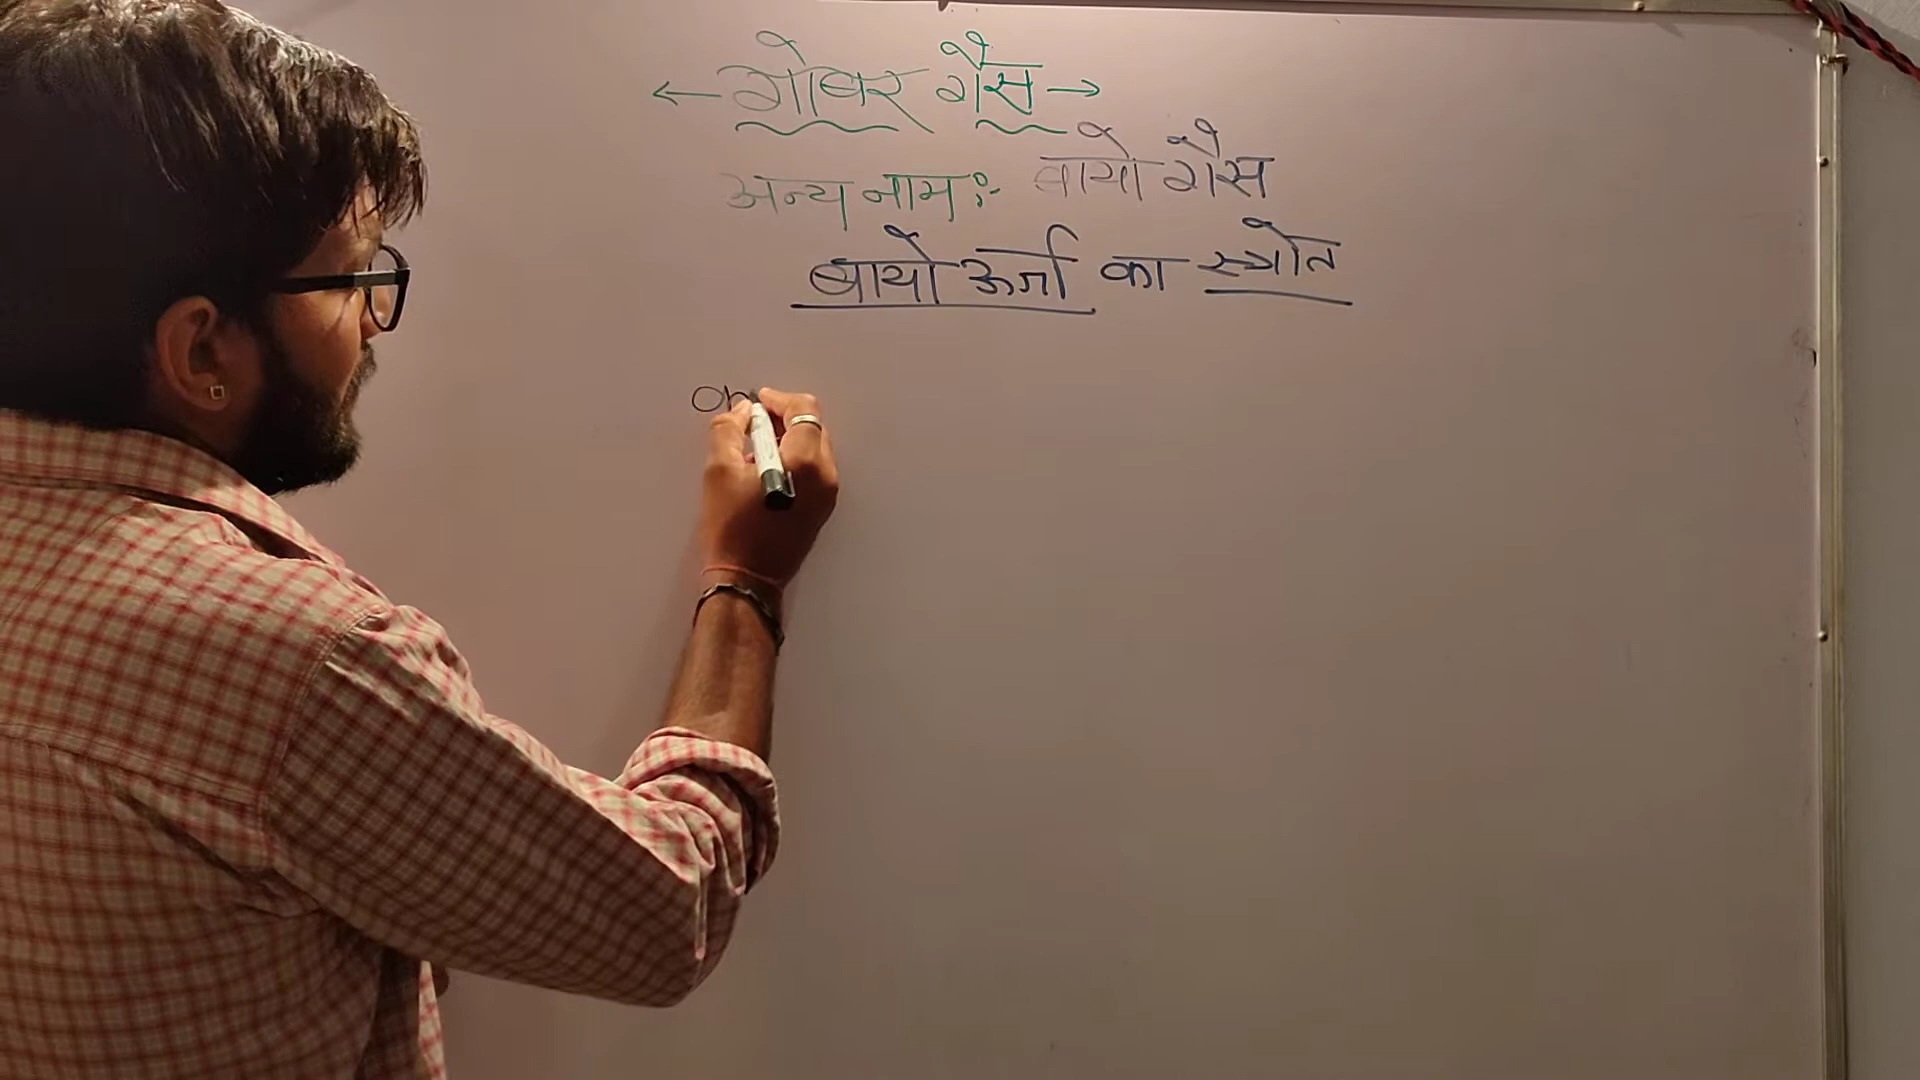 ← गोबर गैस →
अन्य नाम :- बायो गैस
बायो ऊर्जा का स्त्रोत